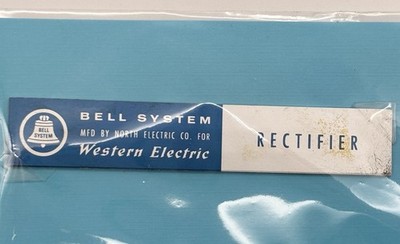 BELL SYSTEM
BELL SYSTEM
MFD BY NORTH ELECTRIC CO. FOR
Western Electric
RECTIFIER